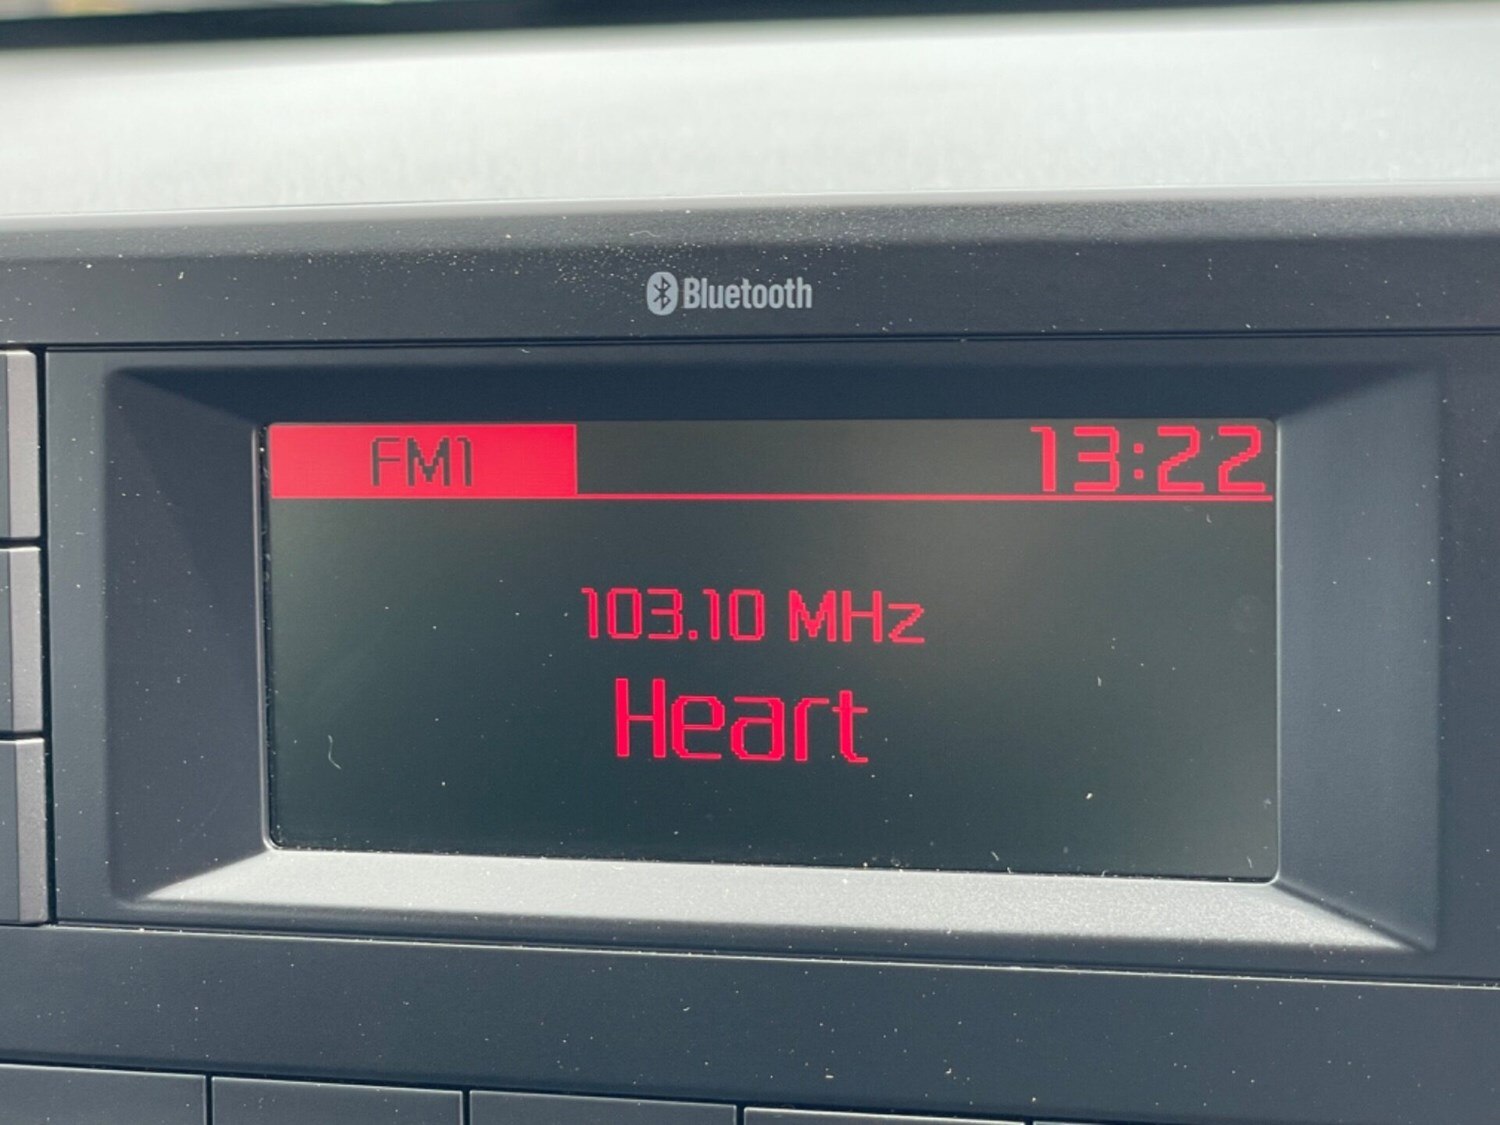 Bluetooth
FM1 13:22
103.10 MHz
Heart